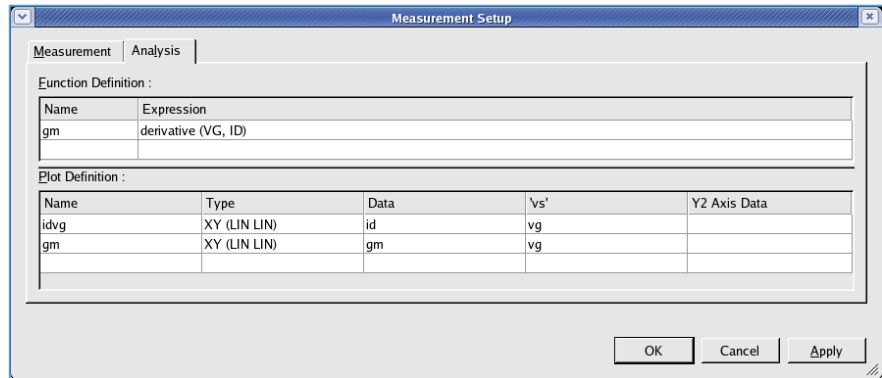 Measurement Setup
Measurement Analysis
Function Definition :
Name Expression
gm derivative (VG, ID)
Plot Definition :
Name Type Data 'vs' Y2 Axis Data
idvg XY (LIN LIN) id vg
gm XY (LIN LIN) gm vg
OK Cancel Apply